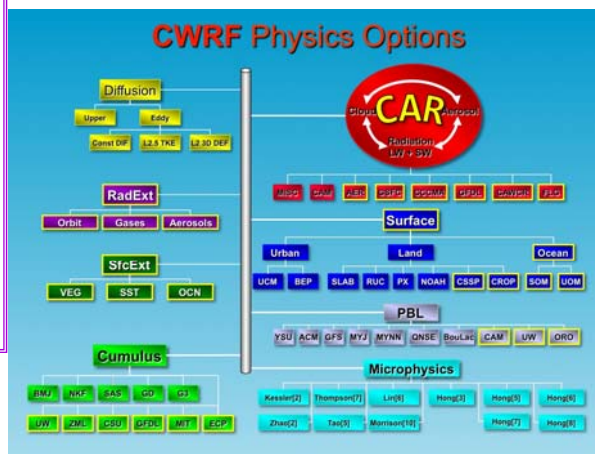 CWRF Physics Options
Diffusion
Upper Eddy
Const DIF L2.5 TKE L2 3D DEF
RadExt
Orbit Gases Aerosols
SfcExt
VEG SST OCN
Cumulus
BMJ NKF SAS GD G3
UW ZML CSU GFDL MIT ECP
Cloud CAR Aerosol
Radiation
LW + SW
MISC CAM AER GSFC CCCMA GFDL CAWCR FLG
Surface
Urban Land Ocean
UCM BEP SLAB RUC PX NOAH CSSP CROP SOM UOM
PBL
YSU ACM GFS MYJ MYNN QNSE BouLac CAM UW ORO
Microphysics
Kessler[2] Thompson[7] Lin[6] Hong[3] Hong[5] Hong[6]
Zhao[2] Tao[5] Morrison[10] Hong[7] Hong[8]